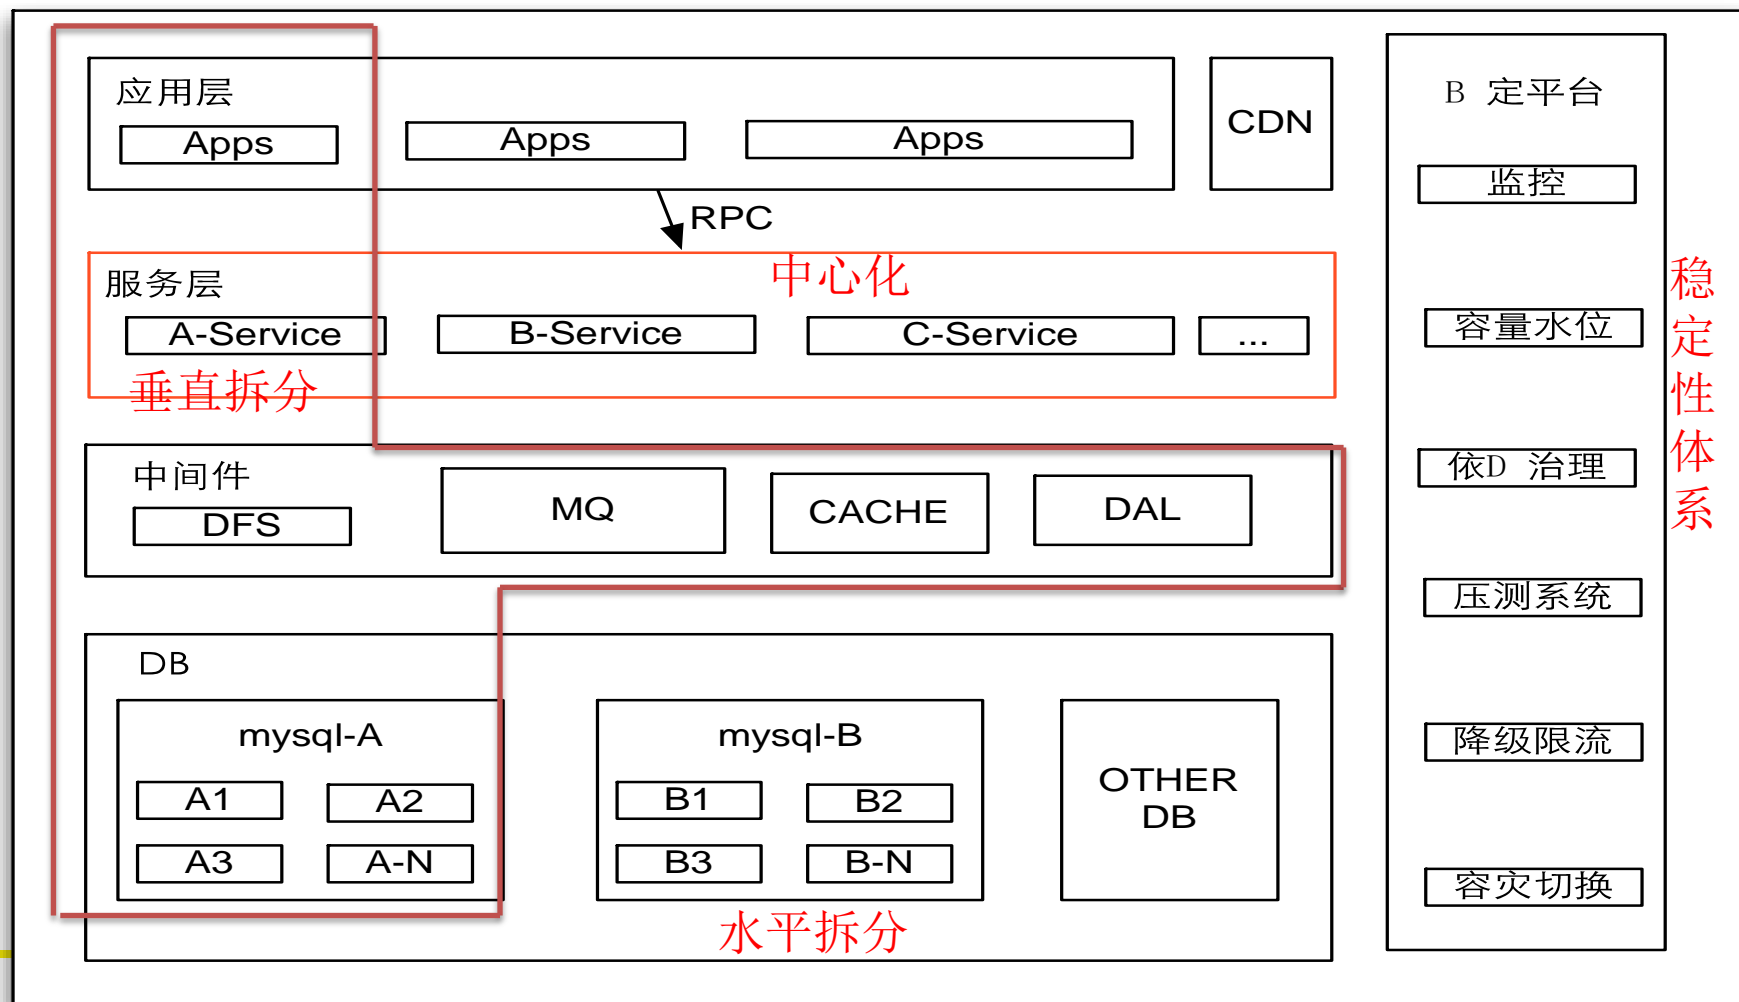 应用层
Apps
Apps
Apps
CDN
RPC
服务层
中心化
A-Service
B-Service
C-Service
...
垂直拆分
中间件
DFS
MQ
CACHE
DAL
DB
mysql-A
A1
A2
A3
A-N
mysql-B
B1
B2
B3
B-N
OTHER
DB
水平拆分
B 定平台
监控
容量水位
依D 治理
压测系统
降级限流
容灾切换
稳
定
性
体
系